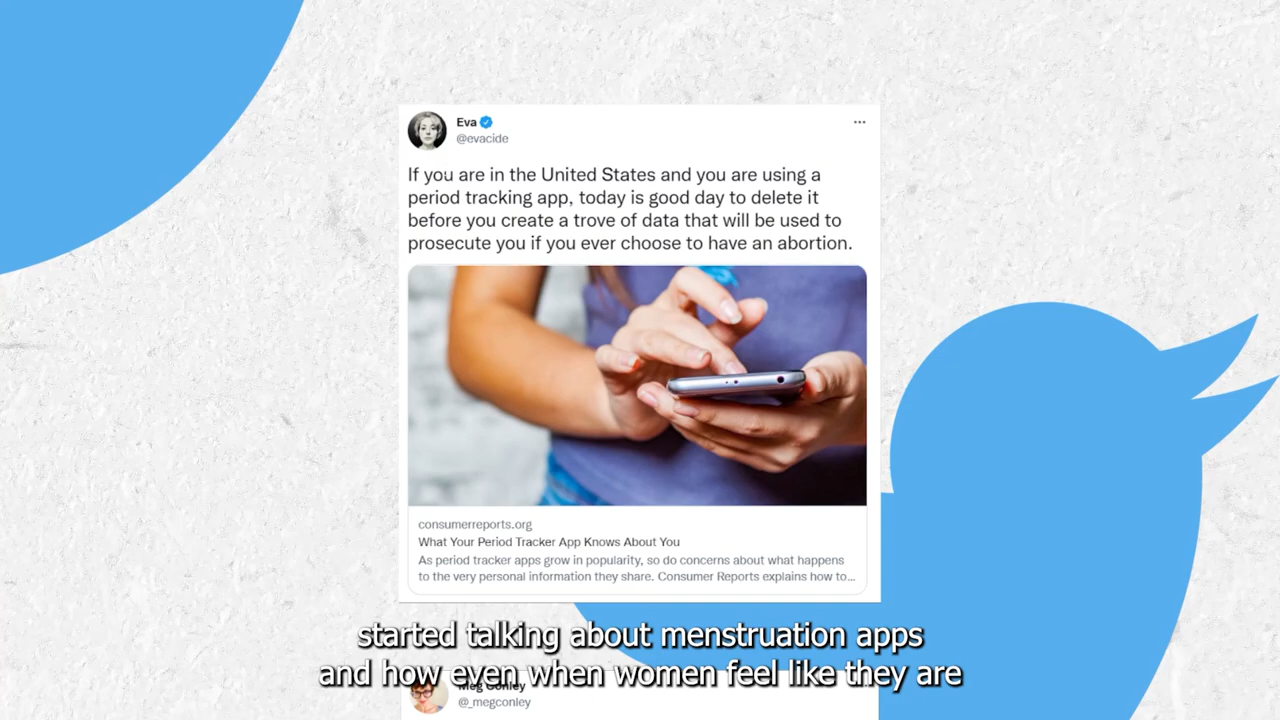 Eva
@evacide
If you are in the United States and you are using a
period tracking app, today is good day to delete it
before you create a trove of data that will be used to
prosecute you if you ever choose to have an abortion.
consumerreports.org
What Your Period Tracker App Knows About You
As period tracker apps grow in popularity, so do concerns about what happens
to the very personal information they share. Consumer Reports explains how to...
started talking about menstruation apps
and how even when women feel like they are
Meg Conley
@_megconley